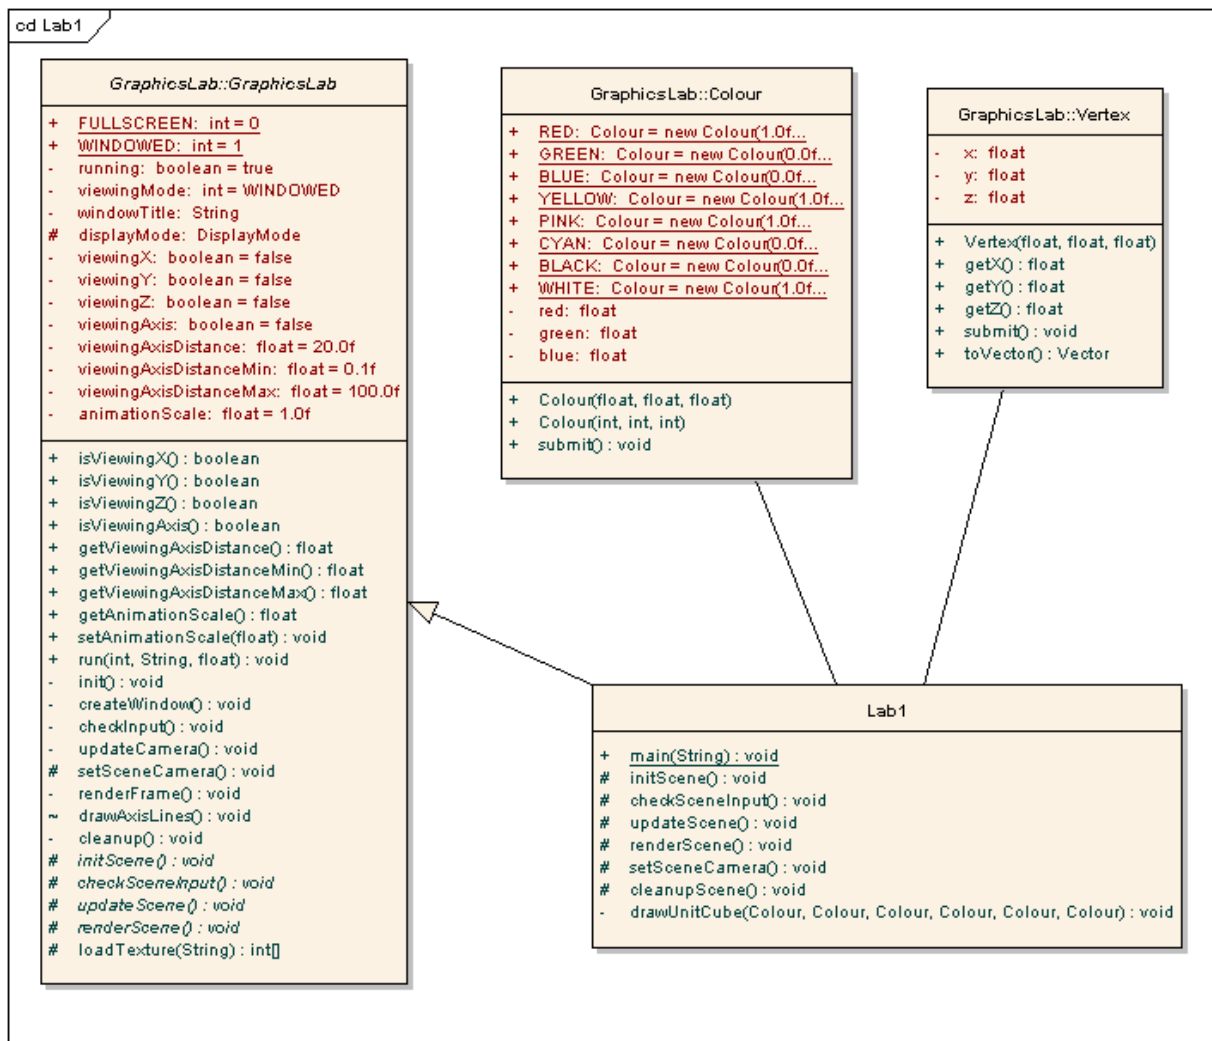 cd Lab1
GraphicsLab::GraphicsLab
+ FULLSCREEN: int = 0
+ WINDOWED: int = 1
- running: boolean = true
- viewingMode: int = WINDOWED
- windowTitle: String
# displayMode: DisplayMode
- viewingX: boolean = false
- viewingY: boolean = false
- viewingZ: boolean = false
- viewingAxis: boolean = false
- viewingAxisDistance: float = 20.0f
- viewingAxisDistanceMin: float = 0.1f
- viewingAxisDistanceMax: float = 100.0f
- animationScale: float = 1.0f
+ isViewingX() : boolean
+ isViewingY() : boolean
+ isViewingZ() : boolean
+ isViewingAxis() : boolean
+ getViewingAxisDistance() : float
+ getViewingAxisDistanceMin() : float
+ getViewingAxisDistanceMax() : float
+ getAnimationScale() : float
+ setAnimationScale(float) : void
+ run(int, String, float) : void
- init() : void
- createWindow() : void
- checkInput() : void
- updateCamera() : void
# setSceneCamera() : void
- renderFrame() : void
~ drawAxisLines() : void
- cleanup() : void
# initScene() : void
# checkSceneInput() : void
# updateScene() : void
# renderScene() : void
# loadTexture(String) : int[]
GraphicsLab::Colour
+ RED: Colour = new Colour(1.0f...
+ GREEN: Colour = new Colour(0.0f...
+ BLUE: Colour = new Colour(0.0f...
+ YELLOW: Colour = new Colour(1.0f...
+ PINK: Colour = new Colour(1.0f...
+ CYAN: Colour = new Colour(0.0f...
+ BLACK: Colour = new Colour(0.0f...
+ WHITE: Colour = new Colour(1.0f...
- red: float
- green: float
- blue: float
+ Colour(float, float, float)
+ Colour(int, int, int)
+ submit() : void
GraphicsLab::Vertex
- x: float
- y: float
- z: float
+ Vertex(float, float, float)
+ getX() : float
+ getY() : float
+ getZ() : float
+ submit() : void
+ toVector() : Vector
Lab1
+ main(String) : void
# initScene() : void
# checkSceneInput() : void
# updateScene() : void
# renderScene() : void
# setSceneCamera() : void
# cleanupScene() : void
- drawUnitCube(Colour, Colour, Colour, Colour, Colour, Colour) : void